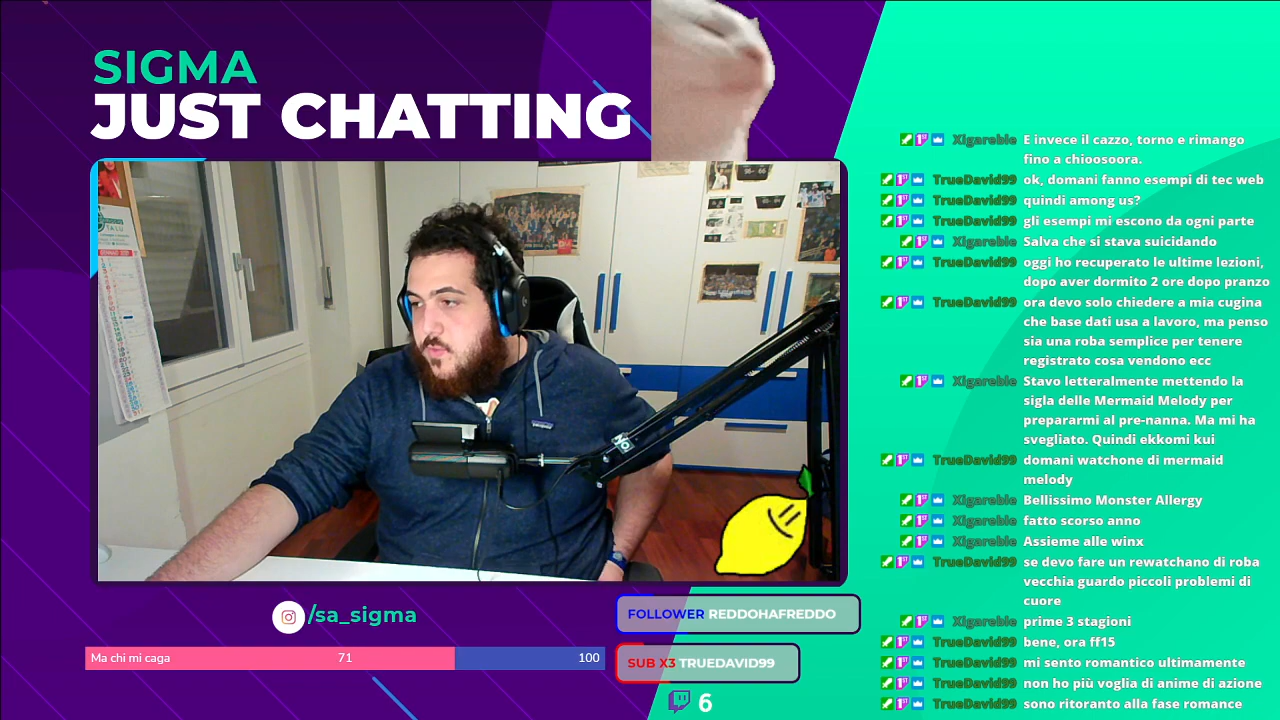 SIGMA
JUST CHATTING
Xigarebie E invece il cazzo, torno e rimango
fino a chioosoora.
TrueDavid99 ok, domani fanno esempi di tec web
TrueDavid99 quindi among us?
TrueDavid99 gli esempi mi escono da ogni parte
Xigarebie Salva che si stava suicidando
TrueDavid99 oggi ho recuperato le ultime lezioni,
dopo aver dormito 2 ore dopo pranzo
TrueDavid99 ora devo solo chiedere a mia cugina
che base dati usa a lavoro, ma penso
sia una roba semplice per tenere
registrato cosa vendono ecc
Xigarebie Stavo letteralmente mettendo la
sigla delle Mermaid Melody per
prepararmi al pre-nanna. Ma mi ha
svegliato. Quindi ekkomi kui
TrueDavid99 domani watchone di mermaid
melody
Xigarebie Bellissimo Monster Allergy
Xigarebie fatto scorso anno
Xigarebie Assieme alle winx
TrueDavid99 se devo fare un rewatchano di roba
vecchia guardo piccoli problemi di
cuore
Xigarebie prime 3 stagioni
TrueDavid99 bene, ora ff15
TrueDavid99 mi sento romantico ultimamente
TrueDavid99 non ho più voglia di anime di azione
TrueDavid99 sono ritoranto alla fase romance
/sa_sigma
FOLLOWER REDDOHAFREDDO
Ma chi mi caga 71 100
SUB X3 TRUEDAVID99
6